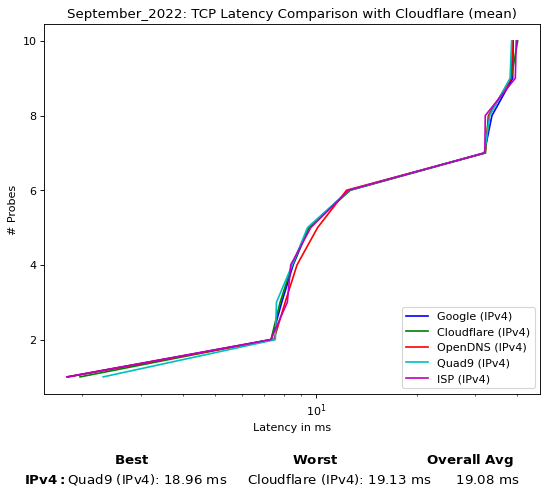 September_2022: TCP Latency Comparison with Cloudflare (mean)
10
8
6
4
2
# Probes
10^1
Latency in ms
Google (IPv4)
Cloudflare (IPv4)
OpenDNS (IPv4)
Quad9 (IPv4)
ISP (IPv4)
Best Worst Overall Avg
IPv4: Quad9 (IPv4): 18.96 ms Cloudflare (IPv4): 19.13 ms 19.08 ms